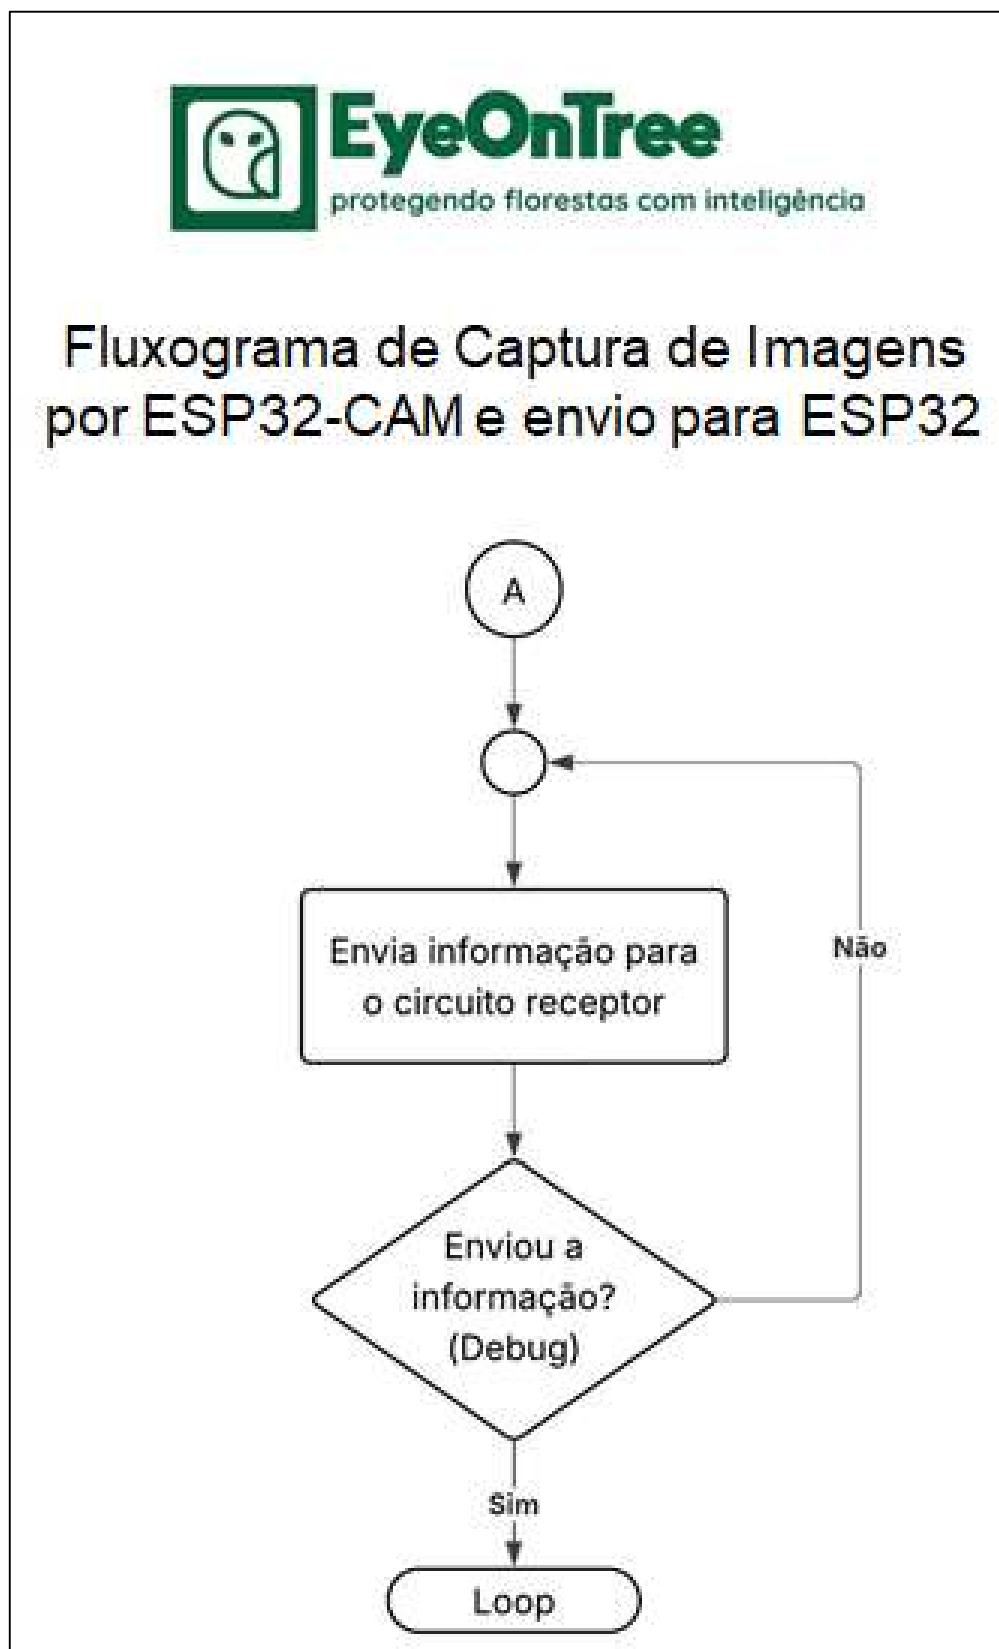 EyeOnTree
protegendo florestas com inteligência
Fluxograma de Captura de Imagens
por ESP32-CAM e envio para ESP32
A
Envia informação para
o circuito receptor
Não
Enviou a
informação?
(Debug)
Sim
Loop